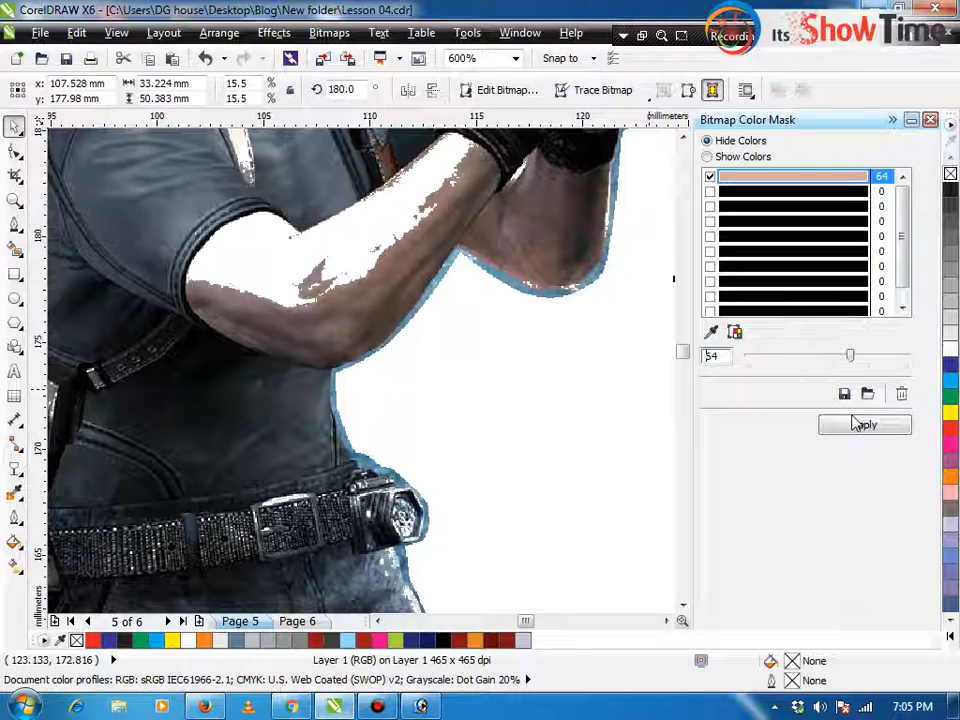 CorelDRAW X6 - [C:\Users\DG house\Desktop\Blog\New folder\Lesson 04.cdr]
File Edit View Layout Arrange Effects Bitmaps Text Table Tools Window Help
Recordin
Its ShowTime
600% Snap to
x: 107.528 mm 33.224 mm 15.5 % 180.0 ° Edit Bitmap... Trace Bitmap
y: 177.98 mm 50.383 mm 15.5 %
95 100 105 110 115 120 millimeters
Bitmap Color Mask
Hide Colors
Show Colors
64
0
0
0
0
0
0
0
0
0
64
Apply
180
175
170
165
millimeters
5 of 6 Page 5 Page 6
( 123.133, 172.816 ) Layer 1 (RGB) on Layer 1 465 x 465 dpi None
Document color profiles: RGB: sRGB IEC61966-2.1; CMYK: U.S. Web Coated (SWOP) v2; Grayscale: Dot Gain 20% None
7:05 PM